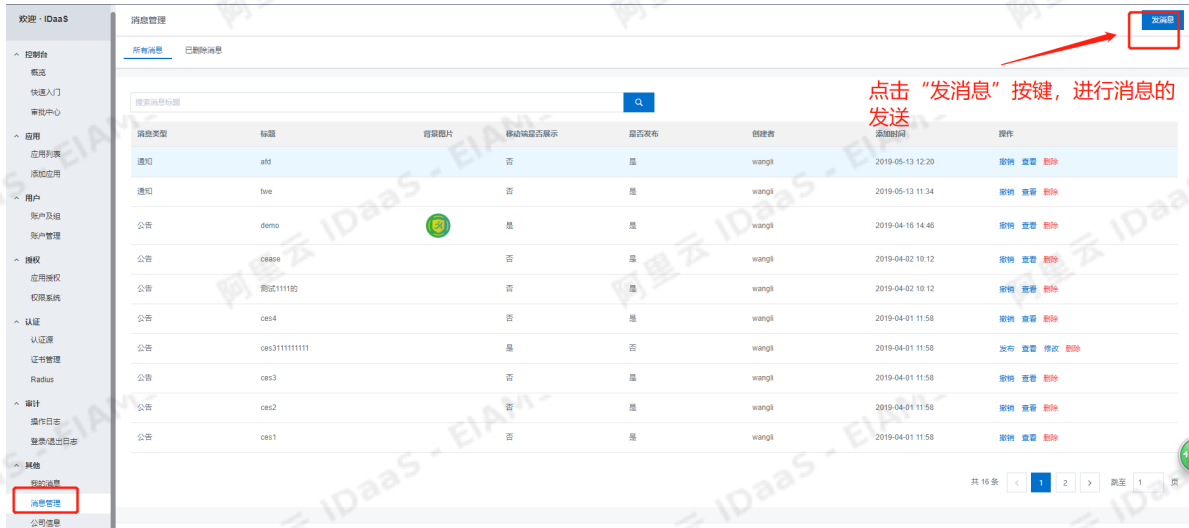 欢迎 · IDaaS
控制台
概览
快速入门
审批中心
应用
应用列表
添加应用
用户
账户及组
账户管理
授权
应用授权
权限系统
认证
认证源
证书管理
Radius
审计
操作日志
登录/退出日志
其他
我的消息
消息管理
公司信息
消息管理
发消息
所有消息 已删除消息
点击“发消息”按键，进行消息的
发送
搜索消息标题
消息类型 标题 背景图片 移动端是否展示 是否发布 创建者 添加时间 操作
通知 afd 否 是 wangli 2019-05-13 12:20 撤销 查看 删除
通知 twe 否 是 wangli 2019-05-13 11:34 撤销 查看 删除
公告 demo 是 是 wangli 2019-04-16 14:46 撤销 查看 删除
公告 cease 否 是 wangli 2019-04-02 10:12 撤销 查看 删除
公告 测试1111的 否 是 wangli 2019-04-02 10:12 撤销 查看 删除
公告 ces4 否 是 wangli 2019-04-01 11:58 撤销 查看 删除
公告 ces3111111111 是 否 wangli 2019-04-01 11:58 发布 查看 修改 删除
公告 ces3 否 是 wangli 2019-04-01 11:58 撤销 查看 删除
公告 ces2 否 是 wangli 2019-04-01 11:58 撤销 查看 删除
公告 ces1 否 是 wangli 2019-04-01 11:58 撤销 查看 删除
共 16 条 < 1 2 > 跳至 1 页
阿里云 IDaaS - EIAM